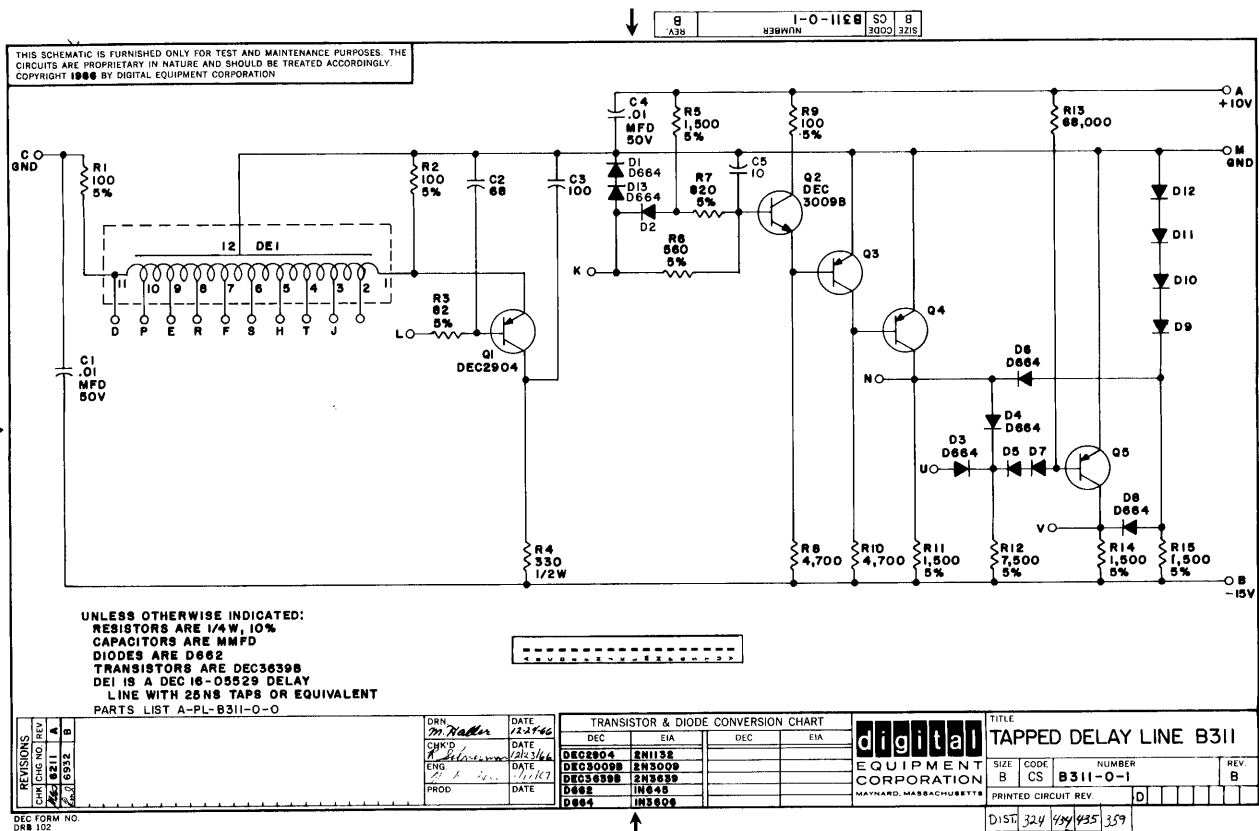 SIZE B CODE CS NUMBER B311-0-1 REV. B
THIS SCHEMATIC IS FURNISHED ONLY FOR TEST AND MAINTENANCE PURPOSES. THE
CIRCUITS ARE PROPRIETARY IN NATURE AND SHOULD BE TREATED ACCORDINGLY.
COPYRIGHT 1966 BY DIGITAL EQUIPMENT CORPORATION
A
+10V
C
GND
M
GND
R1
100
5%
R2
100
5%
C2
68
C3
100
C4
.01
MFD
50V
R5
1,500
5%
R9
100
5%
R13
68,000
D1
D664
D13
D664
D2
R7
820
5%
C5
10
Q2
DEC
3009B
R6
560
5%
K
Q3
Q4
D12
D11
D10
D9
12 DE1
11 10 9 8 7 6 5 4 3 2 1
D P E R F S H T J
R3
62
5%
L
Q1
DEC2904
C1
.01
MFD
50V
N
D6
D664
D4
D664
D3
D664
D5 D7
U
Q5
D8
D664
V
R4
330
1/2W
R8
4,700
R10
4,700
R11
1,500
5%
R12
7,500
5%
R14
1,500
5%
R15
1,500
5%
B
-15V
UNLESS OTHERWISE INDICATED:
RESISTORS ARE 1/4W, 10%
CAPACITORS ARE MMFD
DIODES ARE D662
TRANSISTORS ARE DEC3639B
DE1 IS A DEC 16-05529 DELAY
LINE WITH 25NS TAPS OR EQUIVALENT
PARTS LIST A-PL-B311-0-0
REVISIONS
CHK CHG NO. REV
8211 A
6932 B
DRN. M. Haller DATE 12-29-66
CHK'D DATE 12/23/66
ENG DATE
PROD DATE
TRANSISTOR & DIODE CONVERSION CHART
DEC EIA DEC EIA
DEC2904 2N1132
DEC3009B 2N3009
DEC3639B 2N3639
D662 IN645
D664 IN3606
digital
EQUIPMENT
CORPORATION
MAYNARD, MASSACHUSETTS
TITLE
TAPPED DELAY LINE B311
SIZE B CODE CS NUMBER B311-0-1 REV. B
PRINTED CIRCUIT REV. D
DIST. 324 434 435 359
DEC FORM NO.
DRB 102